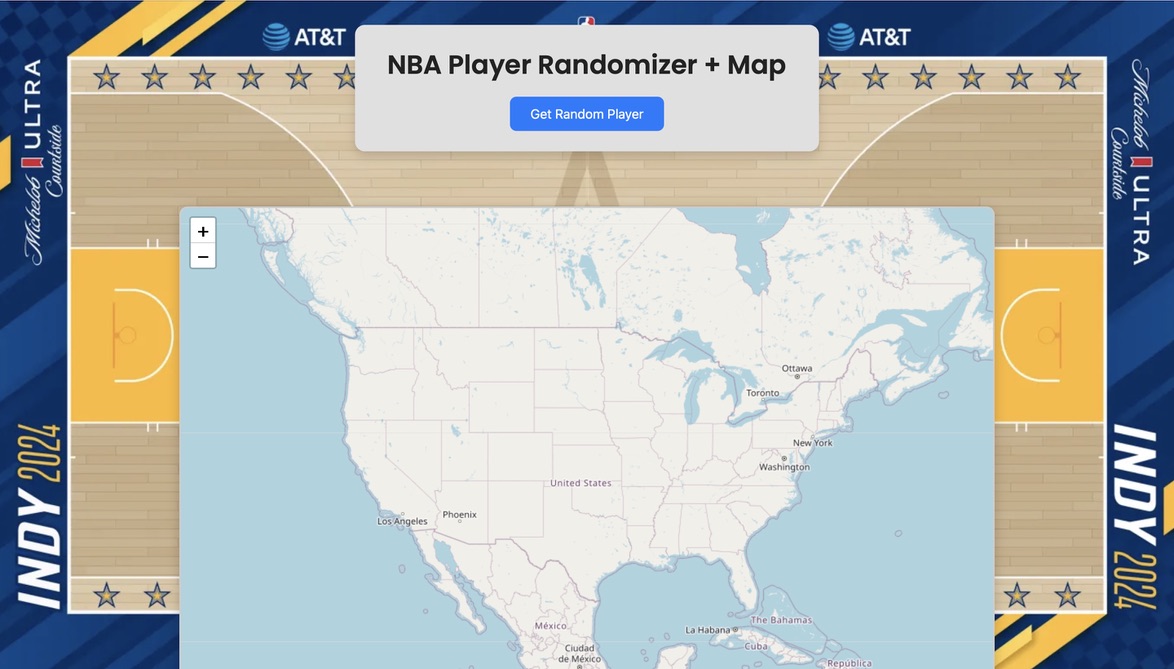 AT&T
AT&T
NBA Player Randomizer + Map
Get Random Player
Michelob ULTRA
Courtside
Michelob ULTRA
Courtside
+
−
Ottawa
Toronto
New York
Washington
United States
Los Angeles
Phoenix
INDY 2024
INDY 2024
México
La Habana
The Bahamas
Cuba
Ciudad
de México
República